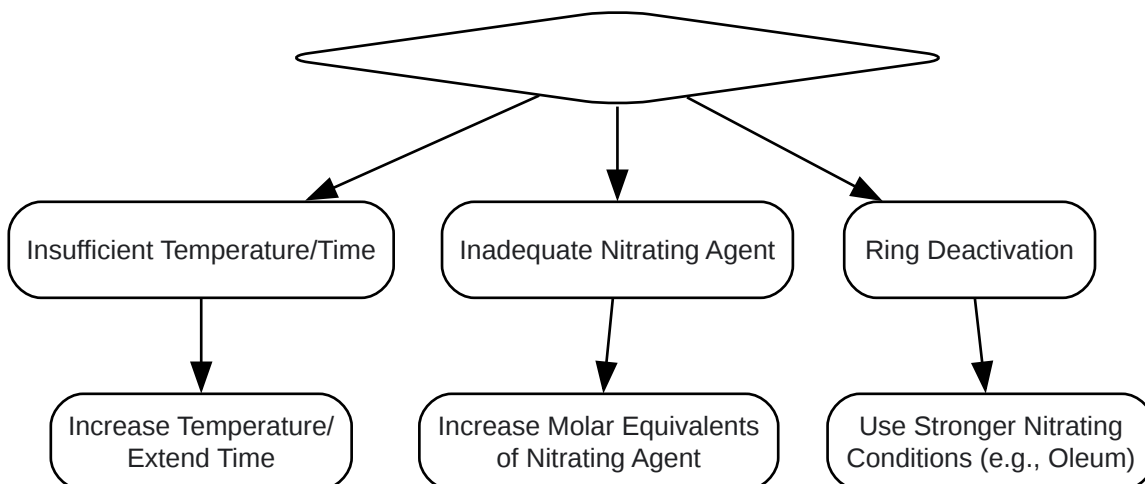 Insufficient Temperature/Time
Inadequate Nitrating Agent
Ring Deactivation
Increase Temperature/
Extend Time
Increase Molar Equivalents
of Nitrating Agent
Use Stronger Nitrating
Conditions (e.g., Oleum)